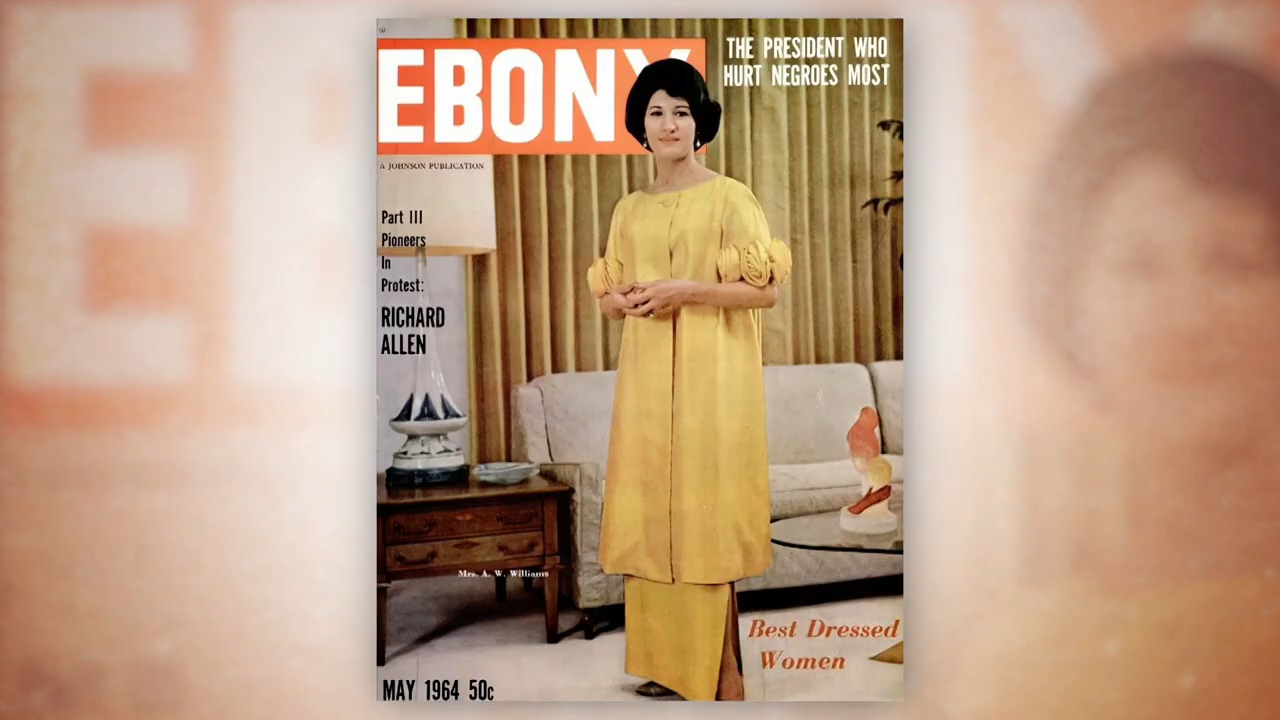 EBONY
THE PRESIDENT WHO
HURT NEGROES MOST
A JOHNSON PUBLICATION
Part III
Pioneers
In
Protest:
RICHARD
ALLEN
Mrs. A. W. Williams
Best Dressed
Women
MAY 1964 50c